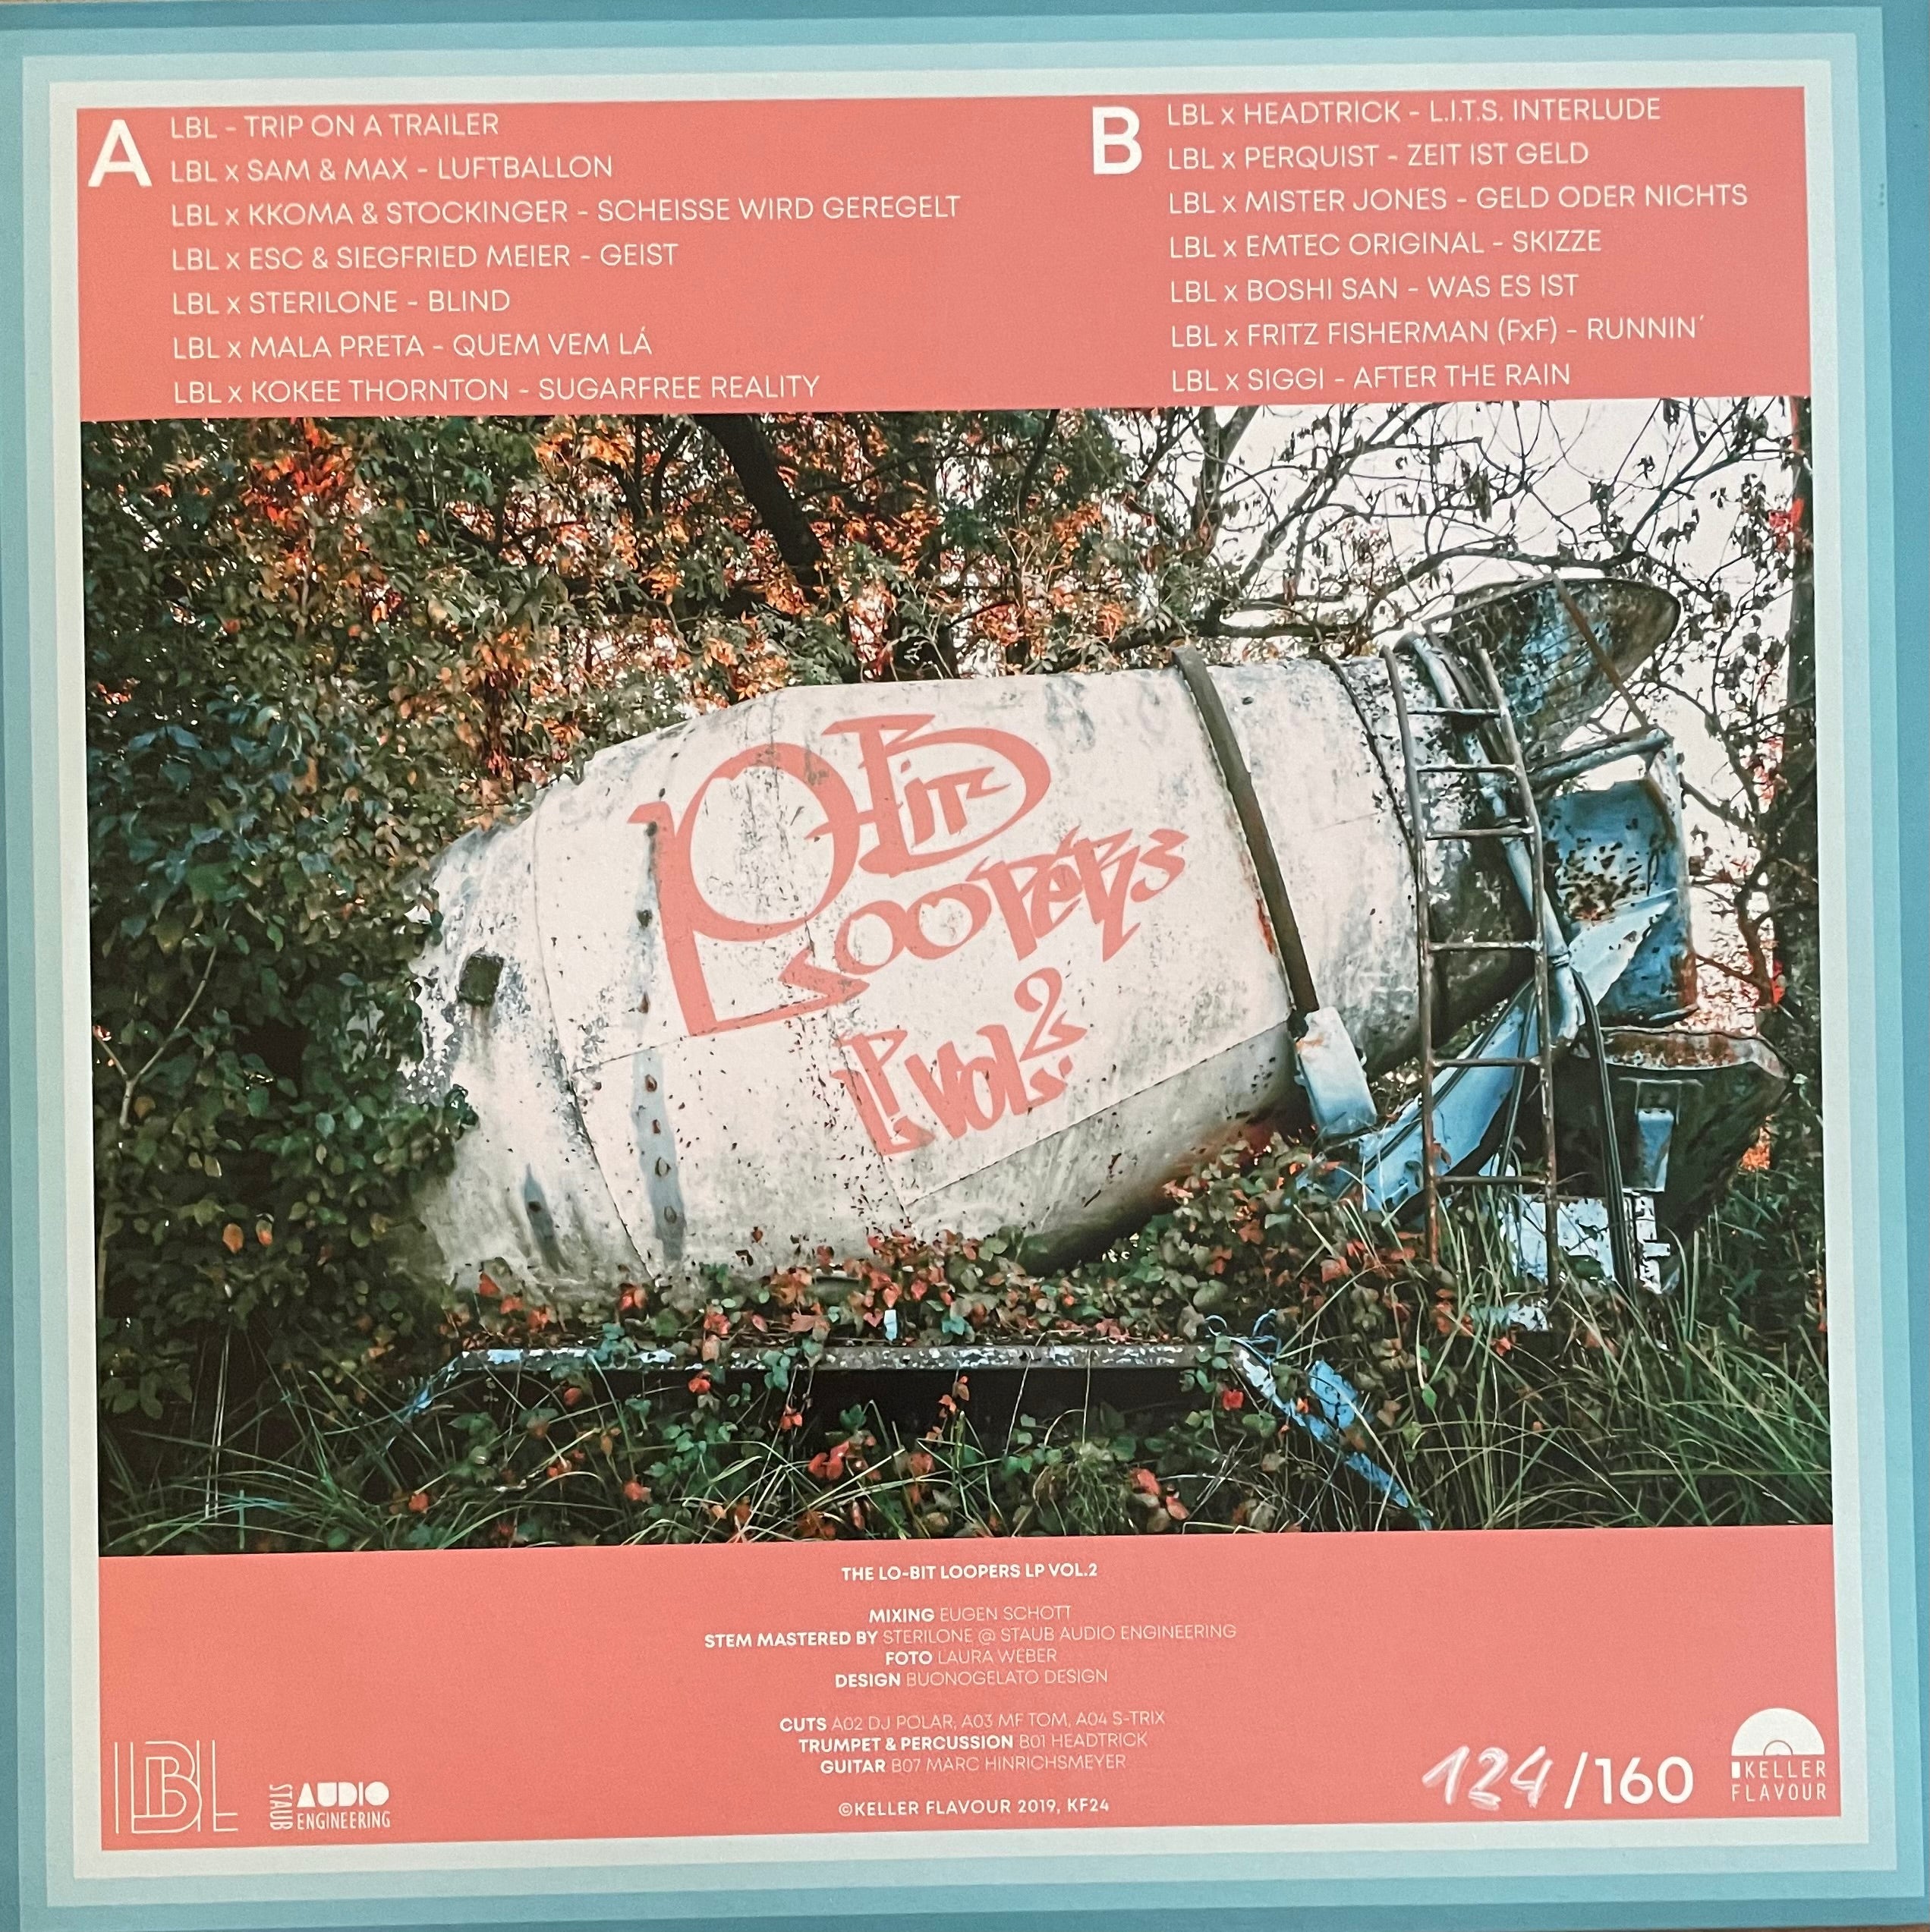 A
LBL - TRIP ON A TRAILER
LBL x SAM & MAX - LUFTBALLON
LBL x KKOMA & STOCKINGER - SCHEISSE WIRD GEREGELT
LBL x ESC & SIEGFRIED MEIER - GEIST
LBL x STERILONE - BLIND
LBL x MALA PRETA - QUEM VEM LÁ
LBL x KOKEE THORNTON - SUGARFREE REALITY
B
LBL x HEADTRICK - L.I.T.S. INTERLUDE
LBL x PERQUIST - ZEIT IST GELD
LBL x MISTER JONES - GELD ODER NICHTS
LBL x EMTEC ORIGINAL - SKIZZE
LBL x BOSHI SAN - WAS ES IST
LBL x FRITZ FISHERMAN (FxF) - RUNNIN´
LBL x SIGGI - AFTER THE RAIN
LO-BIT
LOOPERS
LP VOL. 2
THE LO-BIT LOOPERS LP VOL.2
MIXING EUGEN SCHOTT
STEM MASTERED BY STERILONE @ STAUB AUDIO ENGINEERING
FOTO LAURA WEBER
DESIGN BUONOGELATO DESIGN
CUTS A02 DJ POLAR, A03 MF TOM, A04 S-TRIX
TRUMPET & PERCUSSION B01 HEADTRICK
GUITAR B07 MARC HINRICHSMEYER
©KELLER FLAVOUR 2019, KF24
LBL
STAUB
AUDIO
ENGINEERING
124/160
KELLER
FLAVOUR